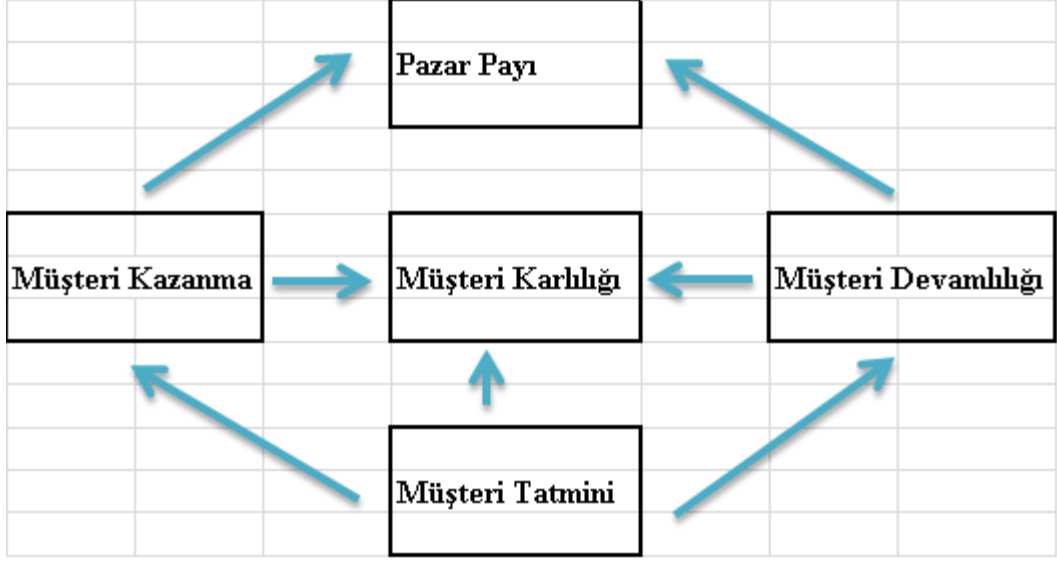 Pazar Payı
Müşteri Kazanma
Müşteri Karlılığı
Müşteri Devamlılığı
Müşteri Tatmini